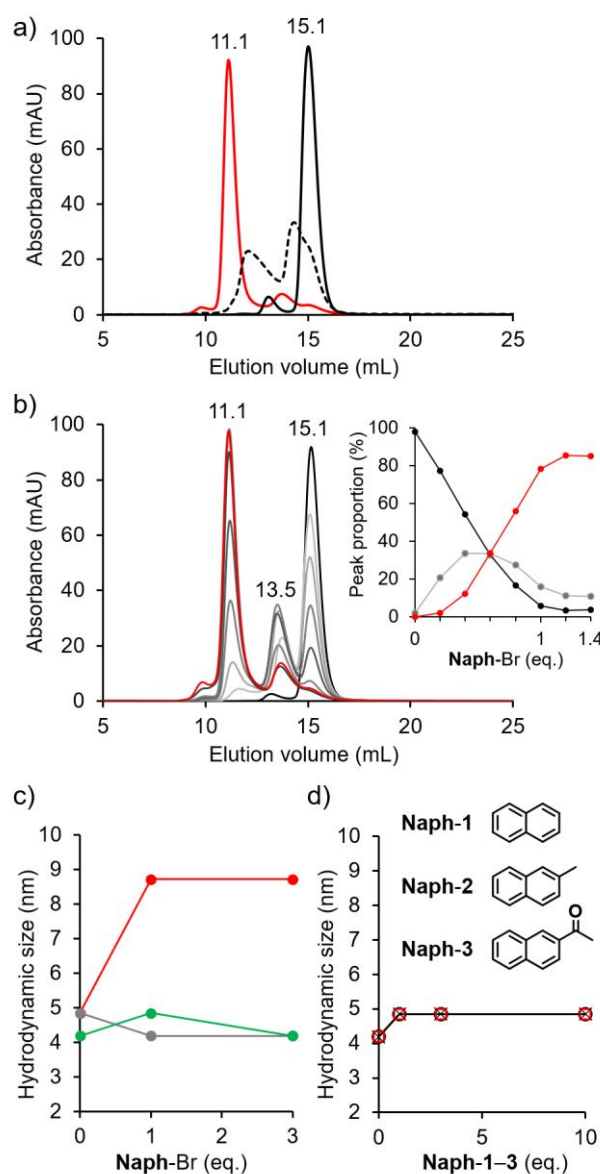 a)
11.1
15.1
100
80
60
40
20
0
Absorbance (mAU)
5 10 15 20 25
Elution volume (mL)
b)
11.1
15.1
13.5
100
80
60
40
20
0
Absorbance (mAU)
5 10 15 20 25
Elution volume (mL)
100
80
60
40
20
0
Peak proportion (%)
0 1 1.4
Naph-Br (eq.)
c)
10
9
8
7
6
5
4
3
2
Hydrodynamic size (nm)
0 1 2 3
Naph-Br (eq.)
d)
Naph-1
Naph-2
Naph-3
O
10
9
8
7
6
5
4
3
2
Hydrodynamic size (nm)
0 5 10
Naph-1–3 (eq.)